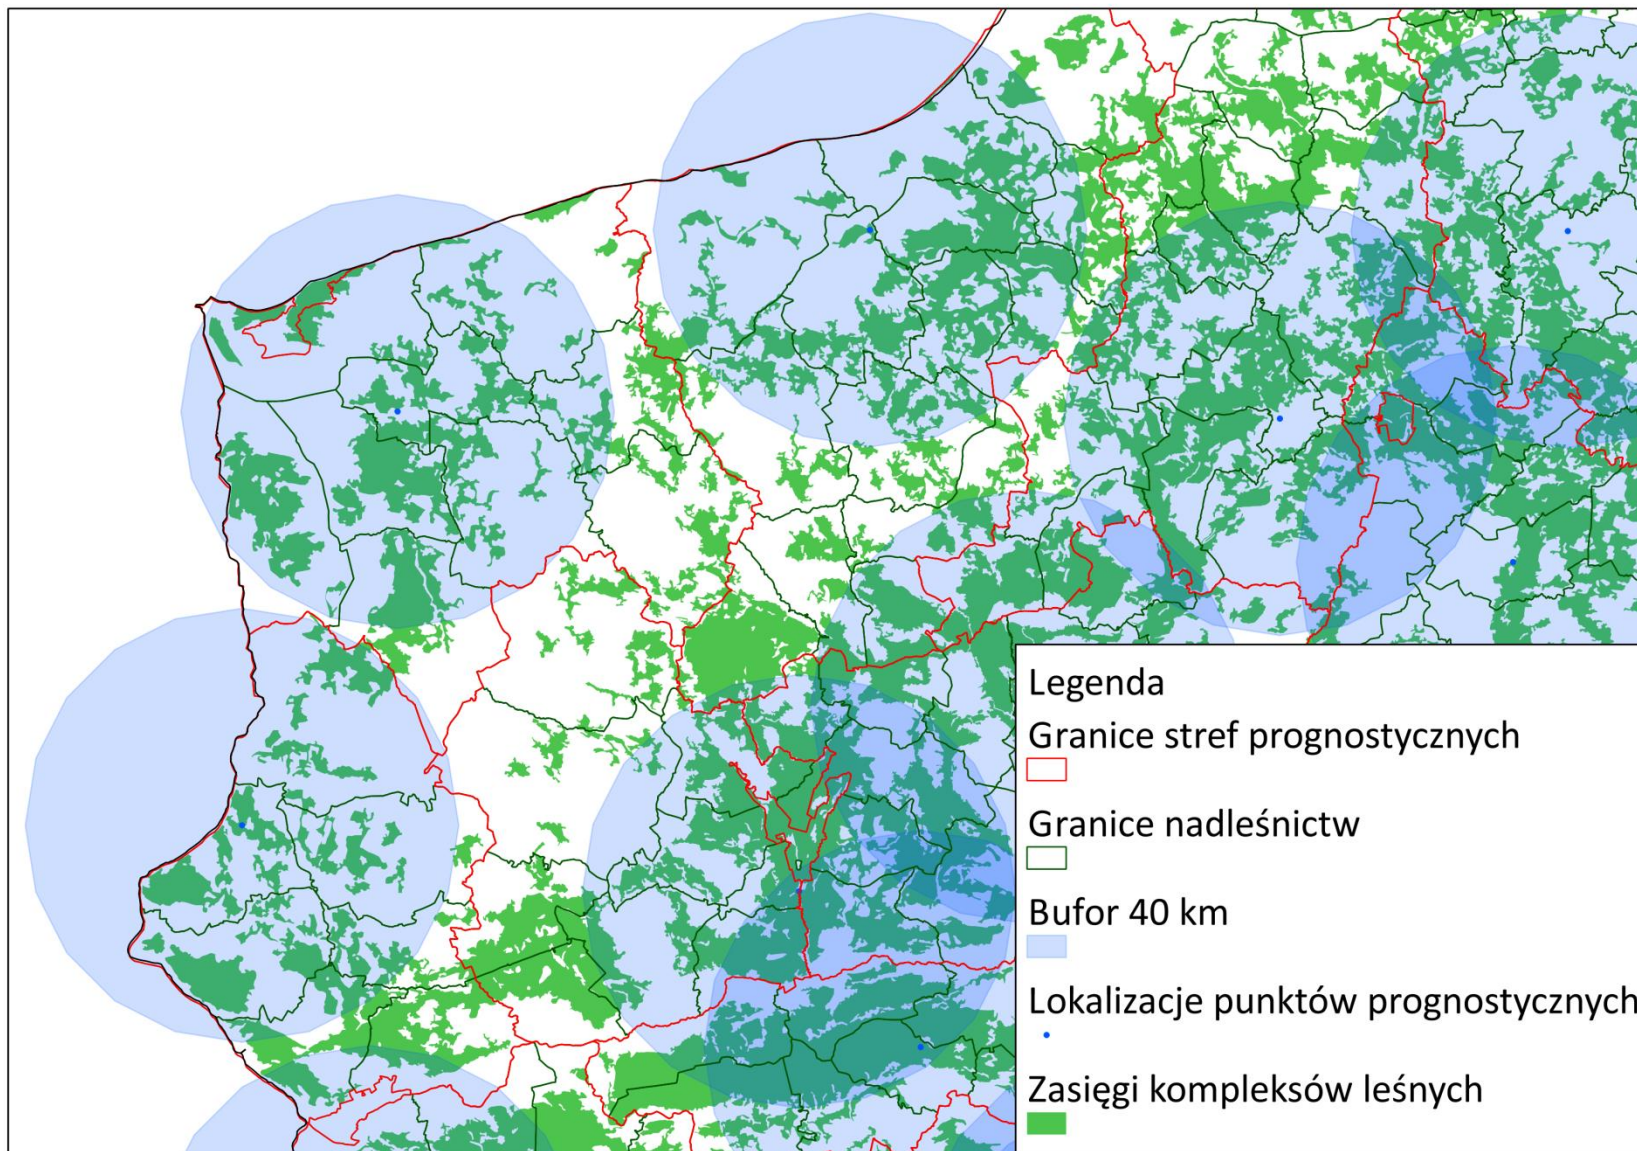 Legenda
Granice stref prognostycznych
Granice nadleśnictw
Bufor 40 km
Lokalizacje punktów prognostycznych
Zasięgi kompleksów leśnych